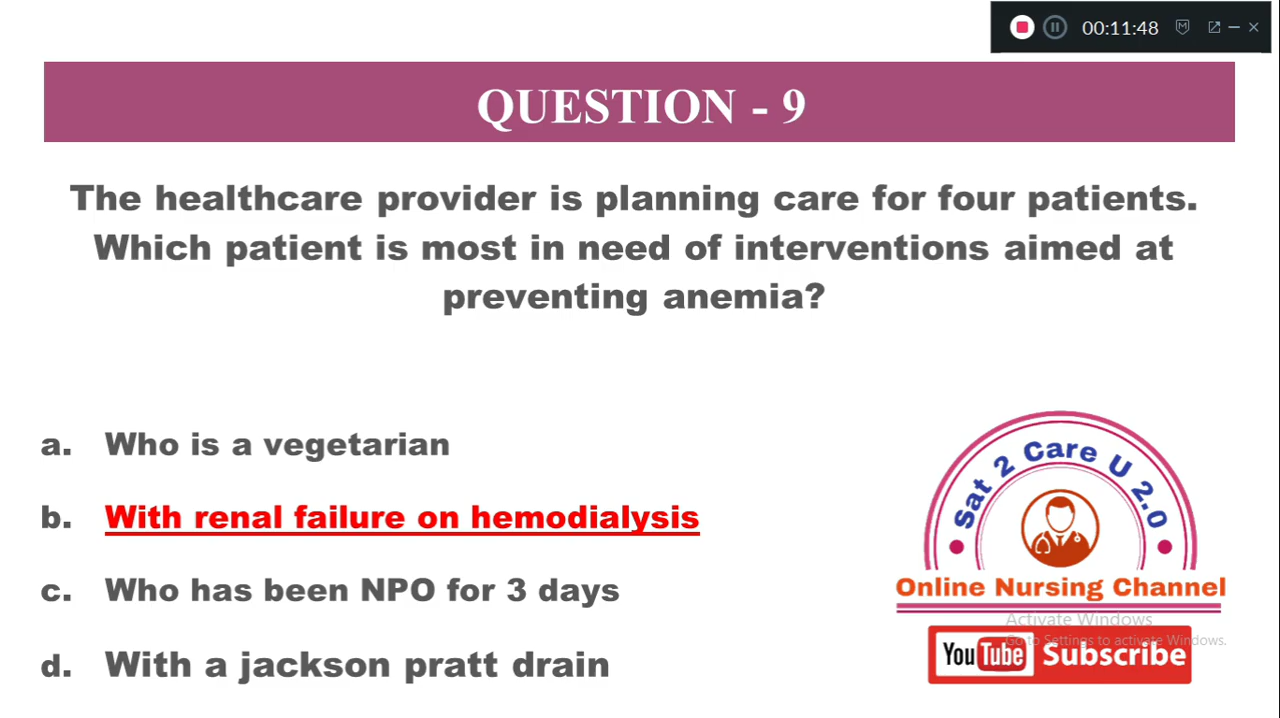 00:11:48
QUESTION - 9
The healthcare provider is planning care for four patients.
Which patient is most in need of interventions aimed at
preventing anemia?
a. Who is a vegetarian
b. With renal failure on hemodialysis
c. Who has been NPO for 3 days
d. With a jackson pratt drain
Sat 2 Care U 2.0
Online Nursing Channel
Activate Windows
Go to Settings to activate Windows.
YouTube Subscribe